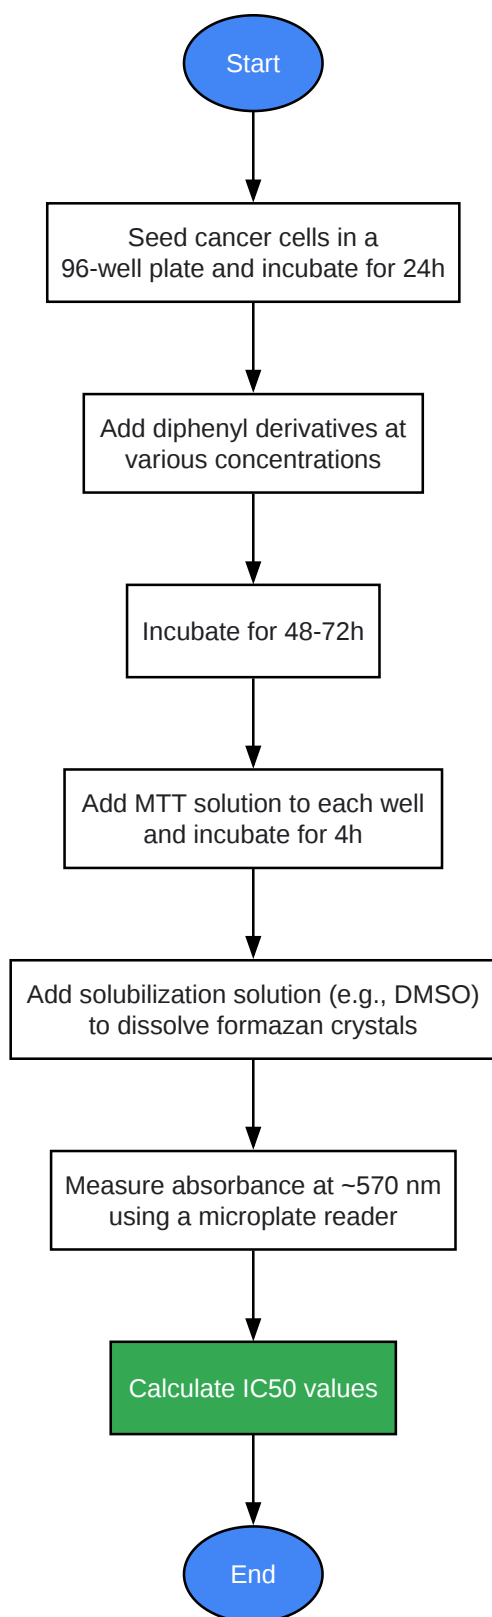 Start
Seed cancer cells in a
96-well plate and incubate for 24h
Add diphenyl derivatives at
various concentrations
Incubate for 48-72h
Add MTT solution to each well
and incubate for 4h
Add solubilization solution (e.g., DMSO)
to dissolve formazan crystals
Measure absorbance at ~570 nm
using a microplate reader
Calculate IC50 values
End